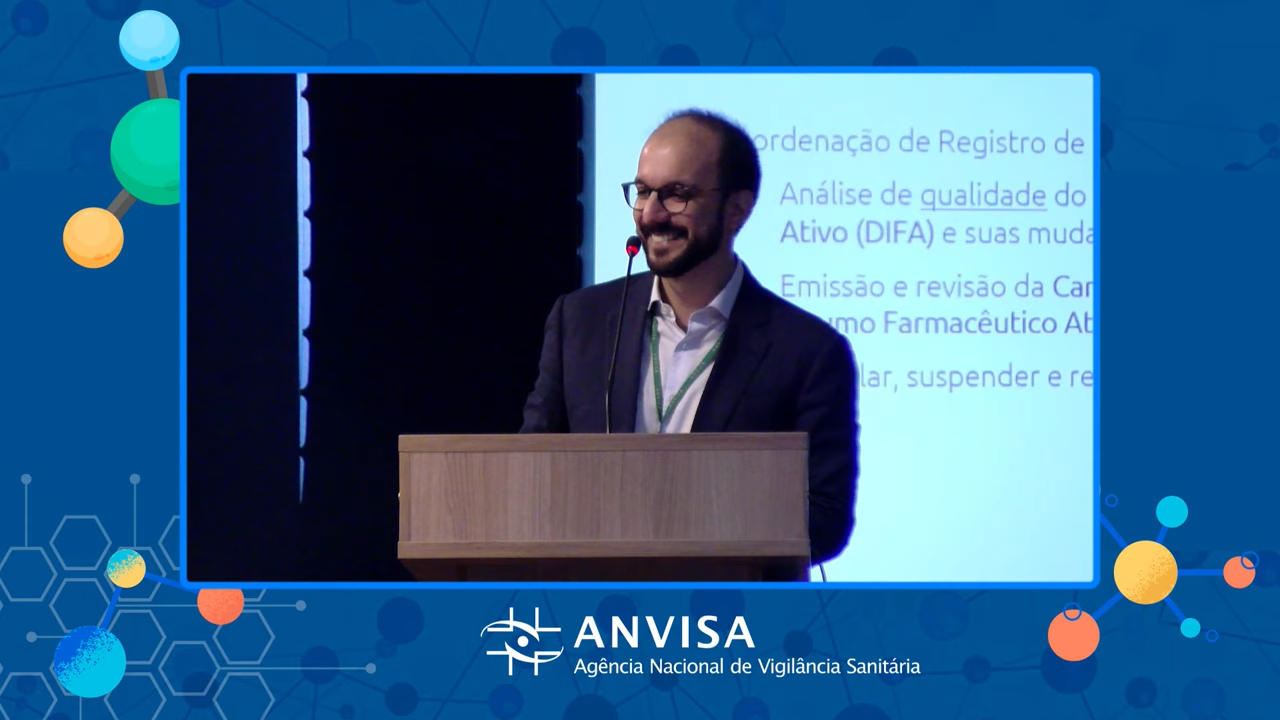 ordenação de Registro de
Análise de qualidade do
Ativo (DIFA) e suas muda
Emissão e revisão da Car
umo Farmacêutico At
lar, suspender e re
ANVISA
Agência Nacional de Vigilância Sanitária